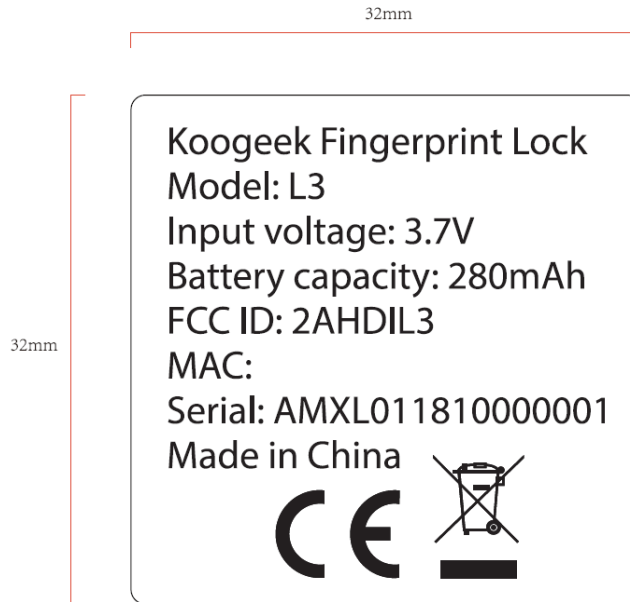 32mm
32mm
Koogeek Fingerprint Lock
Model: L3
Input voltage: 3.7V
Battery capacity: 280mAh
FCC ID: 2AHDIL3
MAC:
Serial: AMXL011810000001
Made in China
CE